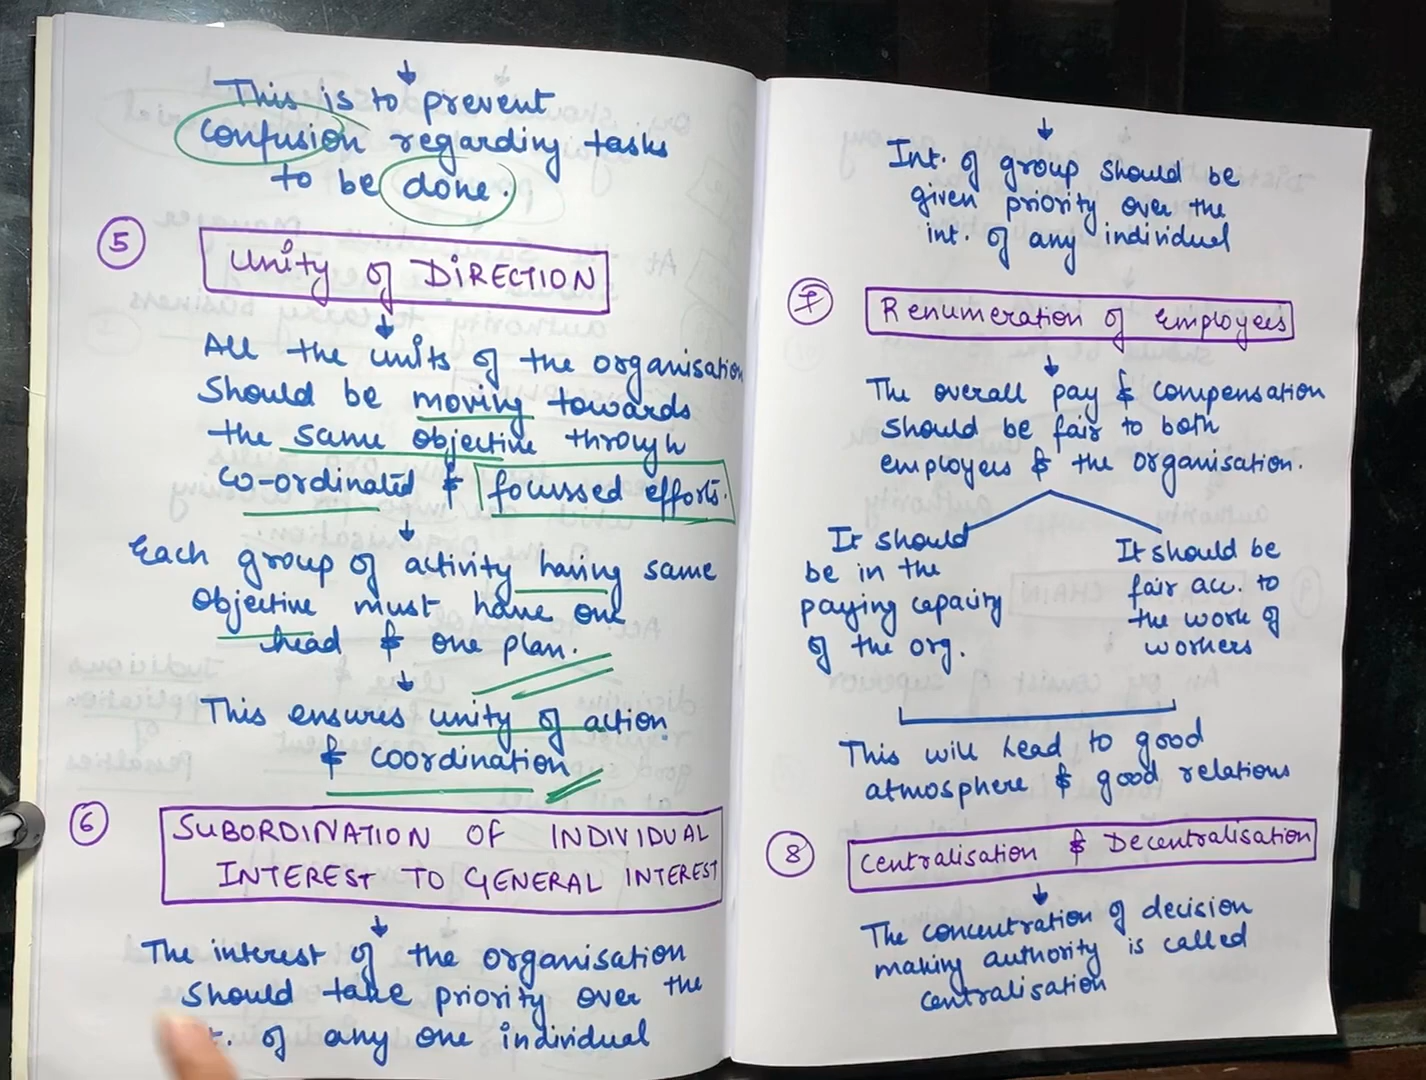 This is to prevent
confusion regarding tasks
to be done.
5
Unity of DIRECTION
All the units of the organisation
should be moving towards
the same objective through
co-ordinated & focussed efforts.
Each group of activity having same
objective must have one
head & one plan.
This ensures unity of action
& coordination
6
SUBORDINATION OF INDIVIDUAL
INTEREST TO GENERAL INTEREST
The interest of the organisation
should take priority over the
t. of any one individual
Int. of group should be
given priority over the
int. of any individual
7
Renumeration of employees
The overall pay & compensation
should be fair to both
employees & the organisation.
It should
be in the
paying capacity
of the org.
It should be
fair acc. to
the work of
workers
This will lead to good
atmosphere & good relations
8
Centralisation & Decentralisation
The concentration of decision
making authority is called
centralisation